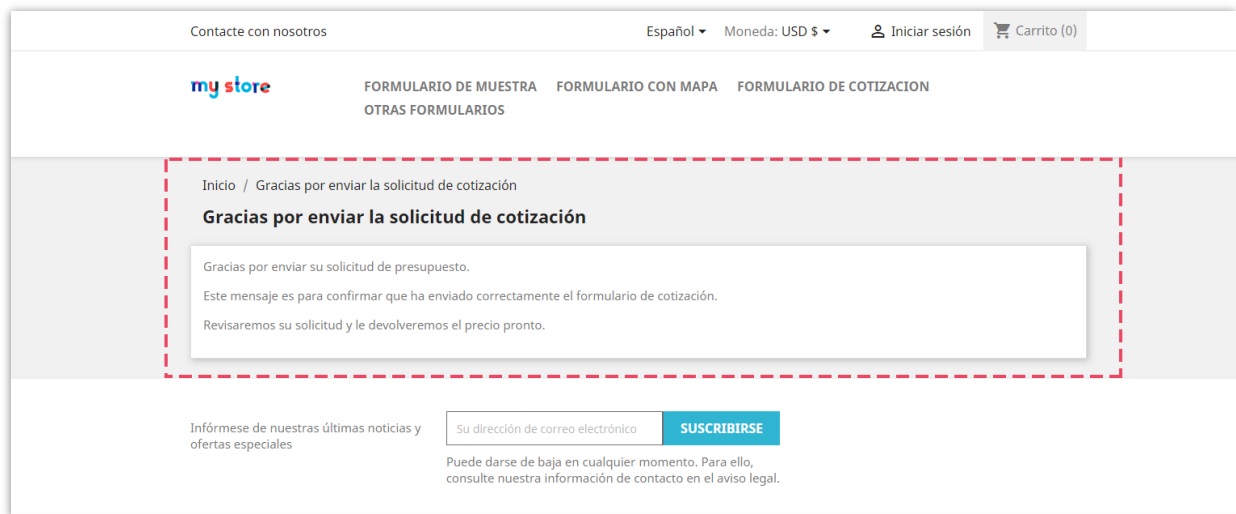 Contacte con nosotros
Español
Moneda: USD $
Iniciar sesión
Carrito (0)
my store
FORMULARIO DE MUESTRA
FORMULARIO CON MAPA
FORMULARIO DE COTIZACION
OTRAS FORMULARIOS
Inicio / Gracias por enviar la solicitud de cotización
Gracias por enviar la solicitud de cotización
Gracias por enviar su solicitud de presupuesto.
Este mensaje es para confirmar que ha enviado correctamente el formulario de cotización.
Revisaremos su solicitud y le devolveremos el precio pronto.
Infórmese de nuestras últimas noticias y
ofertas especiales
Su dirección de correo electrónico
SUSCRIBIRSE
Puede darse de baja en cualquier momento. Para ello,
consulte nuestra información de contacto en el aviso legal.